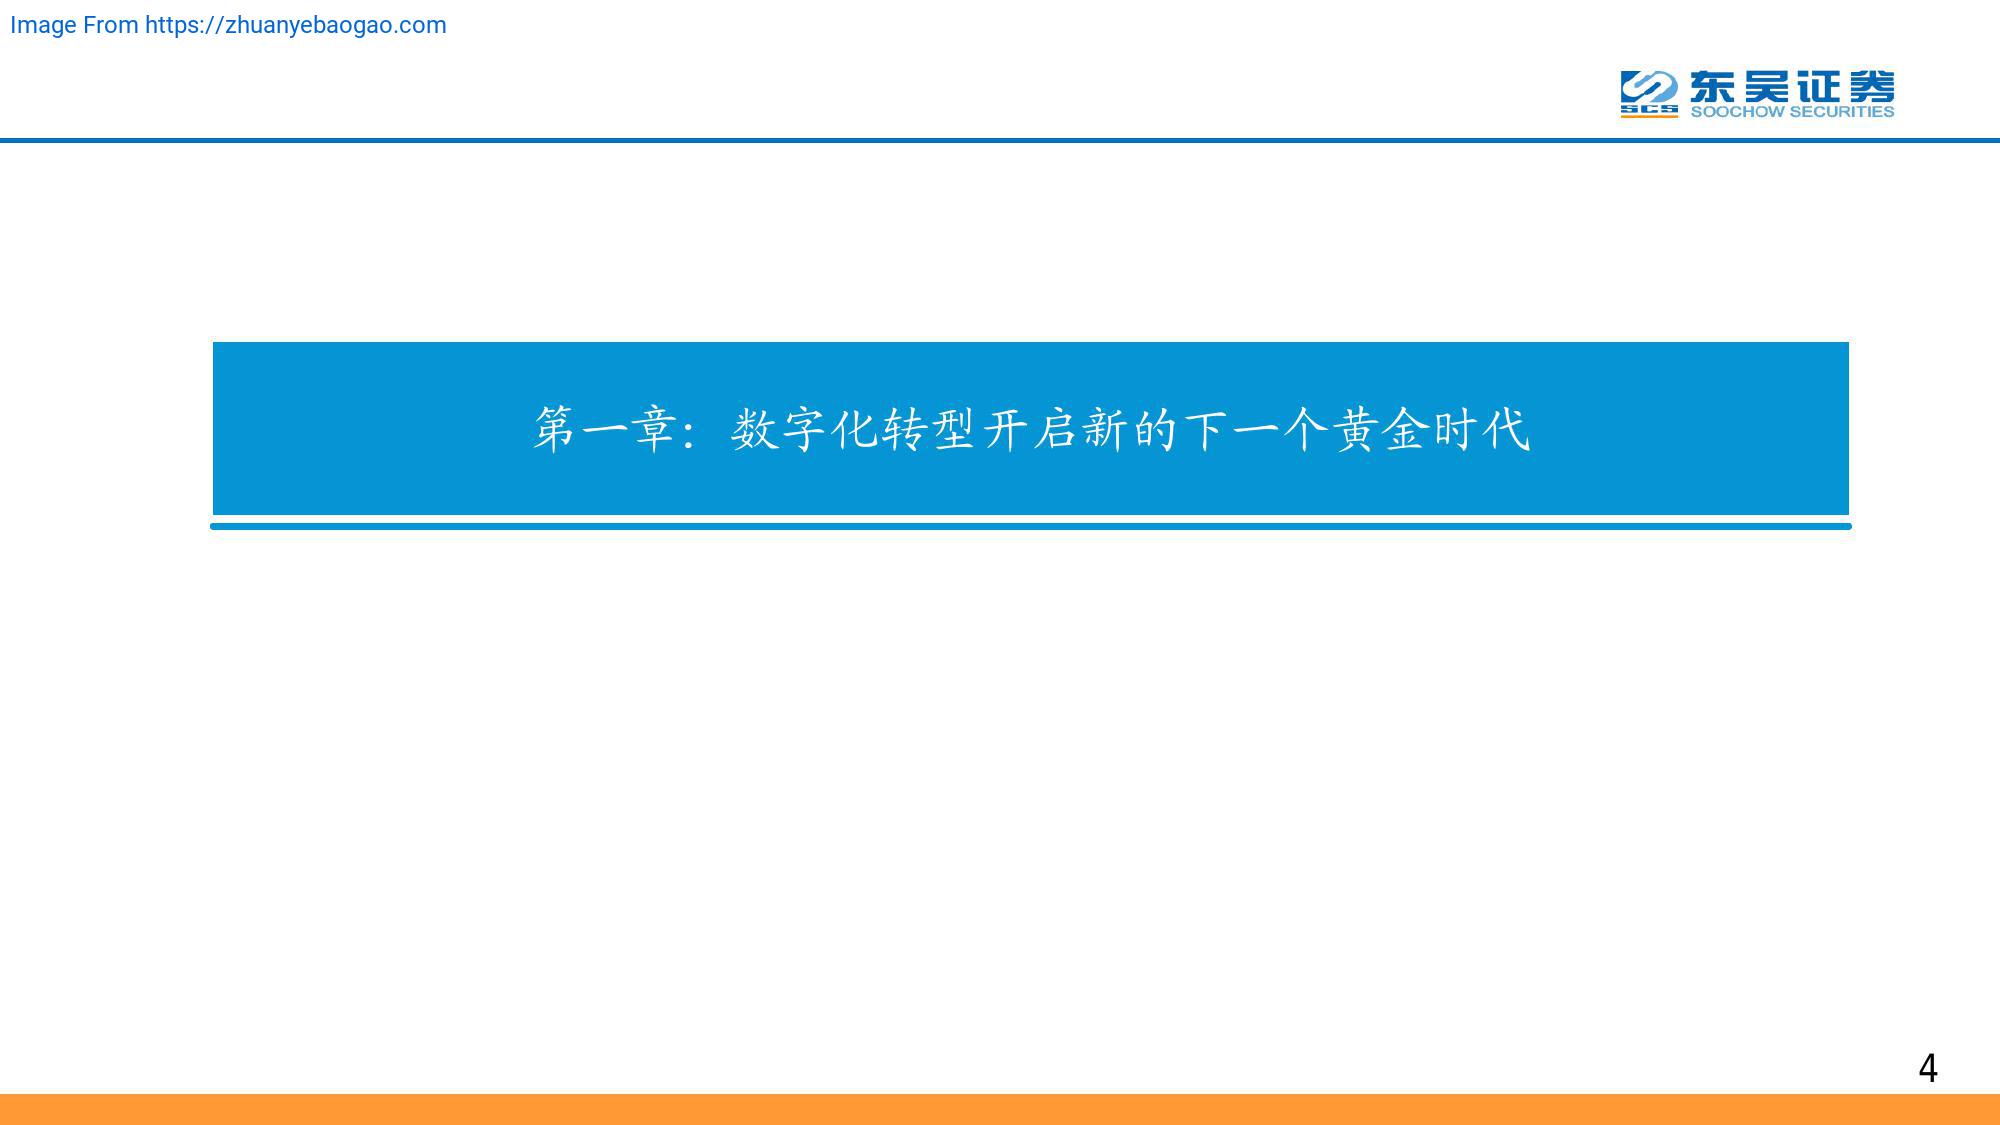 Image From https://zhuanyebaogao.com
东吴证券
SCS
SOOCHOW SECURITIES
第一章：数字化转型开启新的下一个黄金时代
4